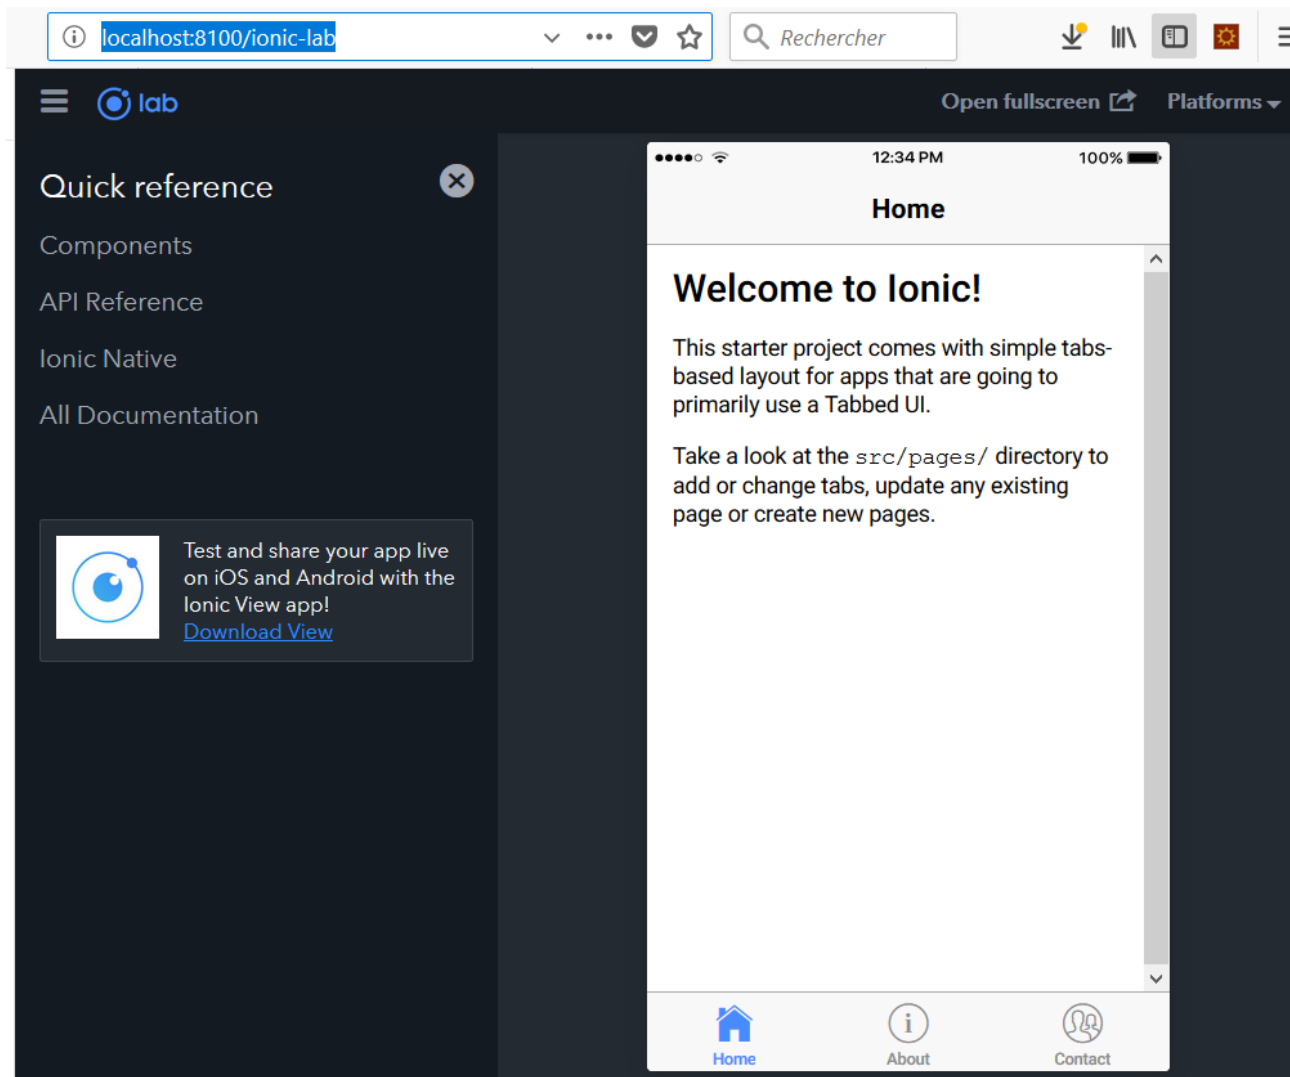 localhost:8100/ionic-lab
Rechercher
lab
Open fullscreen
Platforms
Quick reference
Components
API Reference
Ionic Native
All Documentation
Test and share your app live
on iOS and Android with the
Ionic View app!
Download View
12:34 PM
100%
Home
Welcome to Ionic!
This starter project comes with simple tabs-
based layout for apps that are going to
primarily use a Tabbed UI.
Take a look at the src/pages/ directory to
add or change tabs, update any existing
page or create new pages.
Home
About
Contact